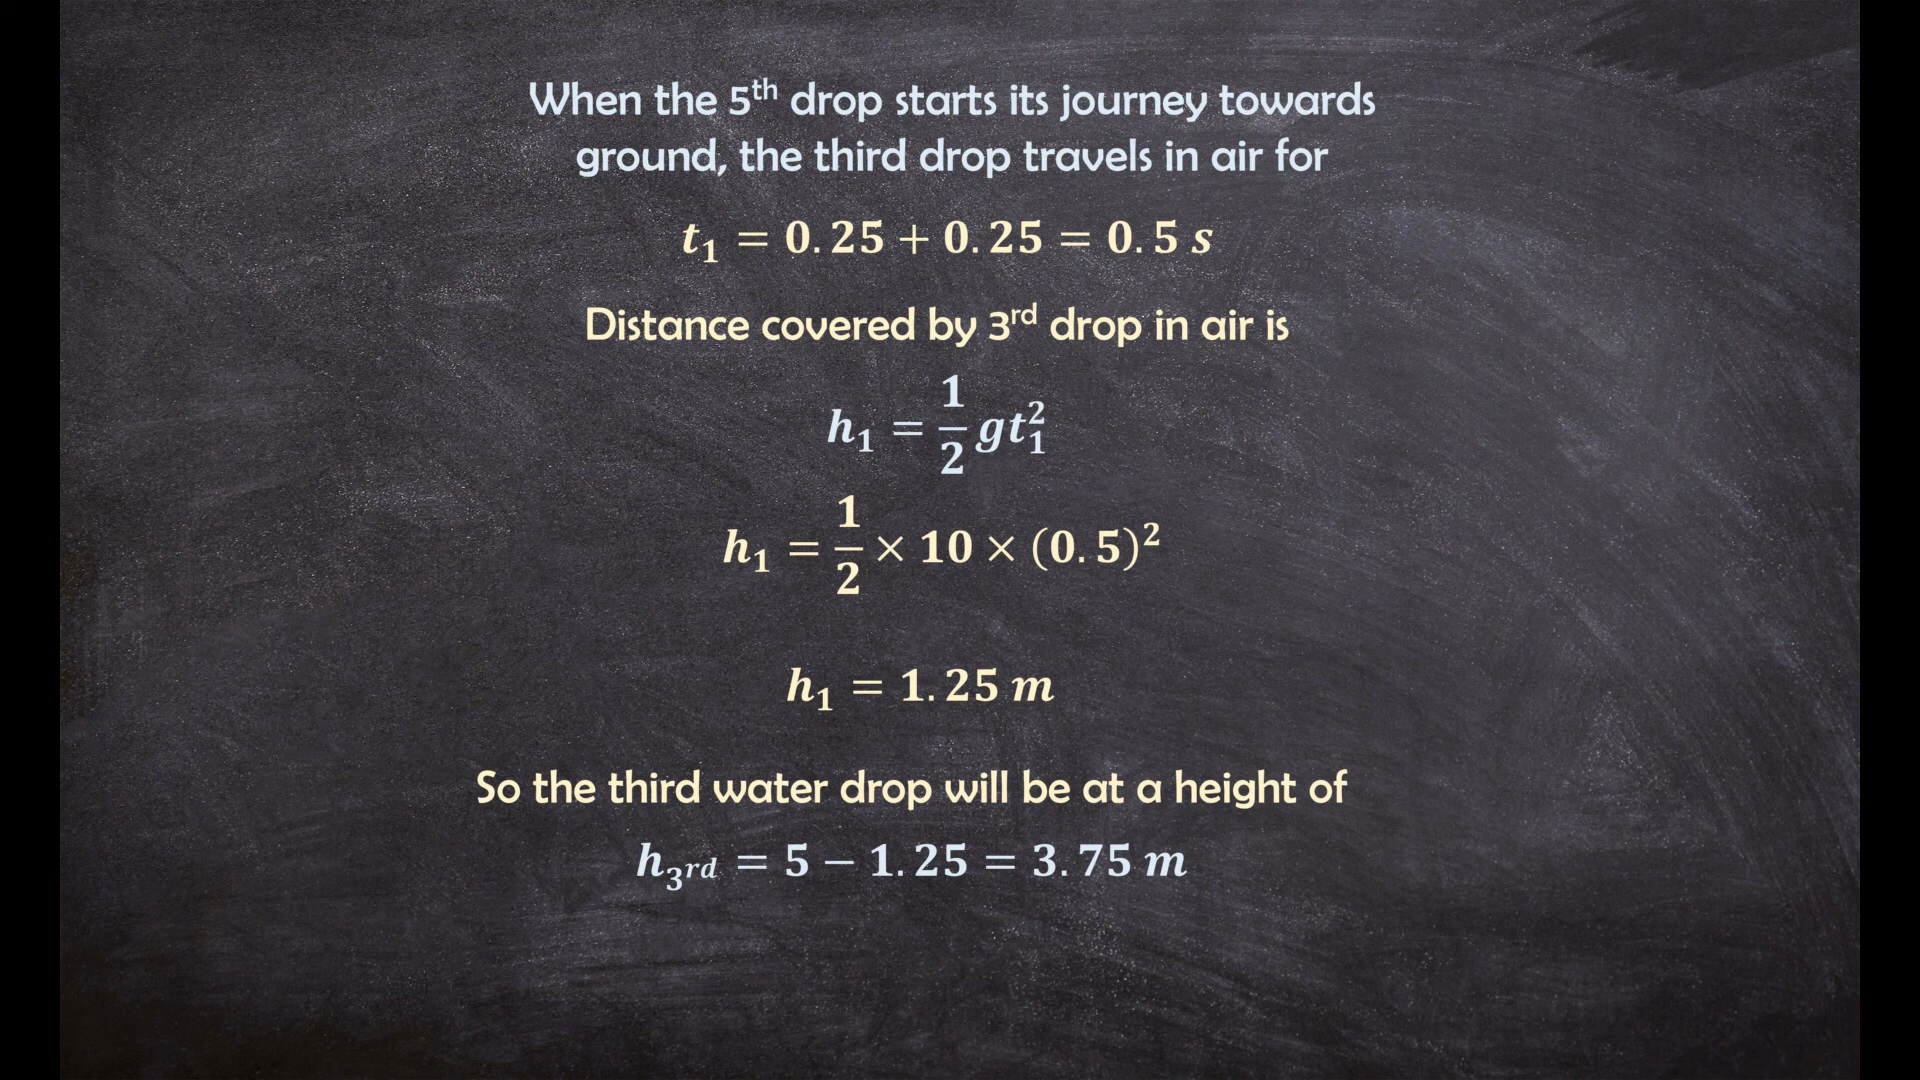 When the 5th drop starts its journey towards
ground, the third drop travels in air for
t₁ = 0.25 + 0.25 = 0.5 s
Distance covered by 3rd drop in air is
h₁ = 1/2 gt₁²
h₁ = 1/2 × 10 × (0.5)²
h₁ = 1.25 m
So the third water drop will be at a height of
h₃rd = 5 − 1.25 = 3.75 m